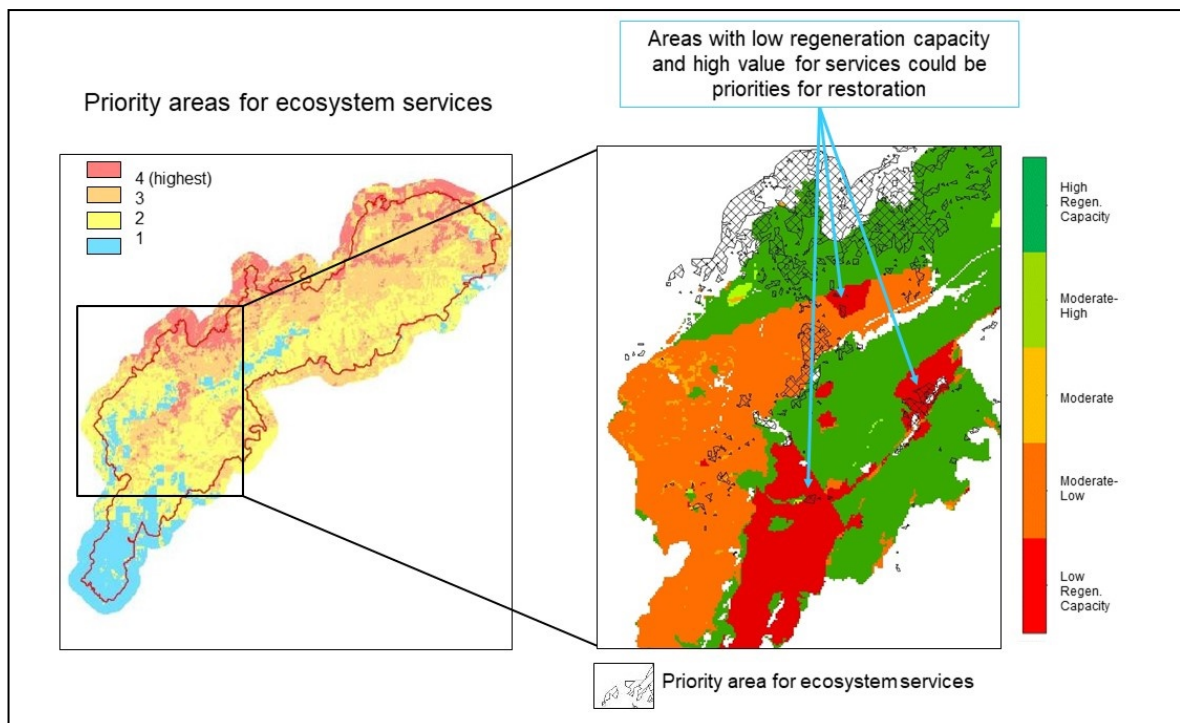 Areas with low regeneration capacity
and high value for services could be
priorities for restoration
Priority areas for ecosystem services
4 (highest)
3
2
1
High
Regen.
Capacity
Moderate-
High
Moderate
Moderate-
Low
Low
Regen.
Capacity
Priority area for ecosystem services